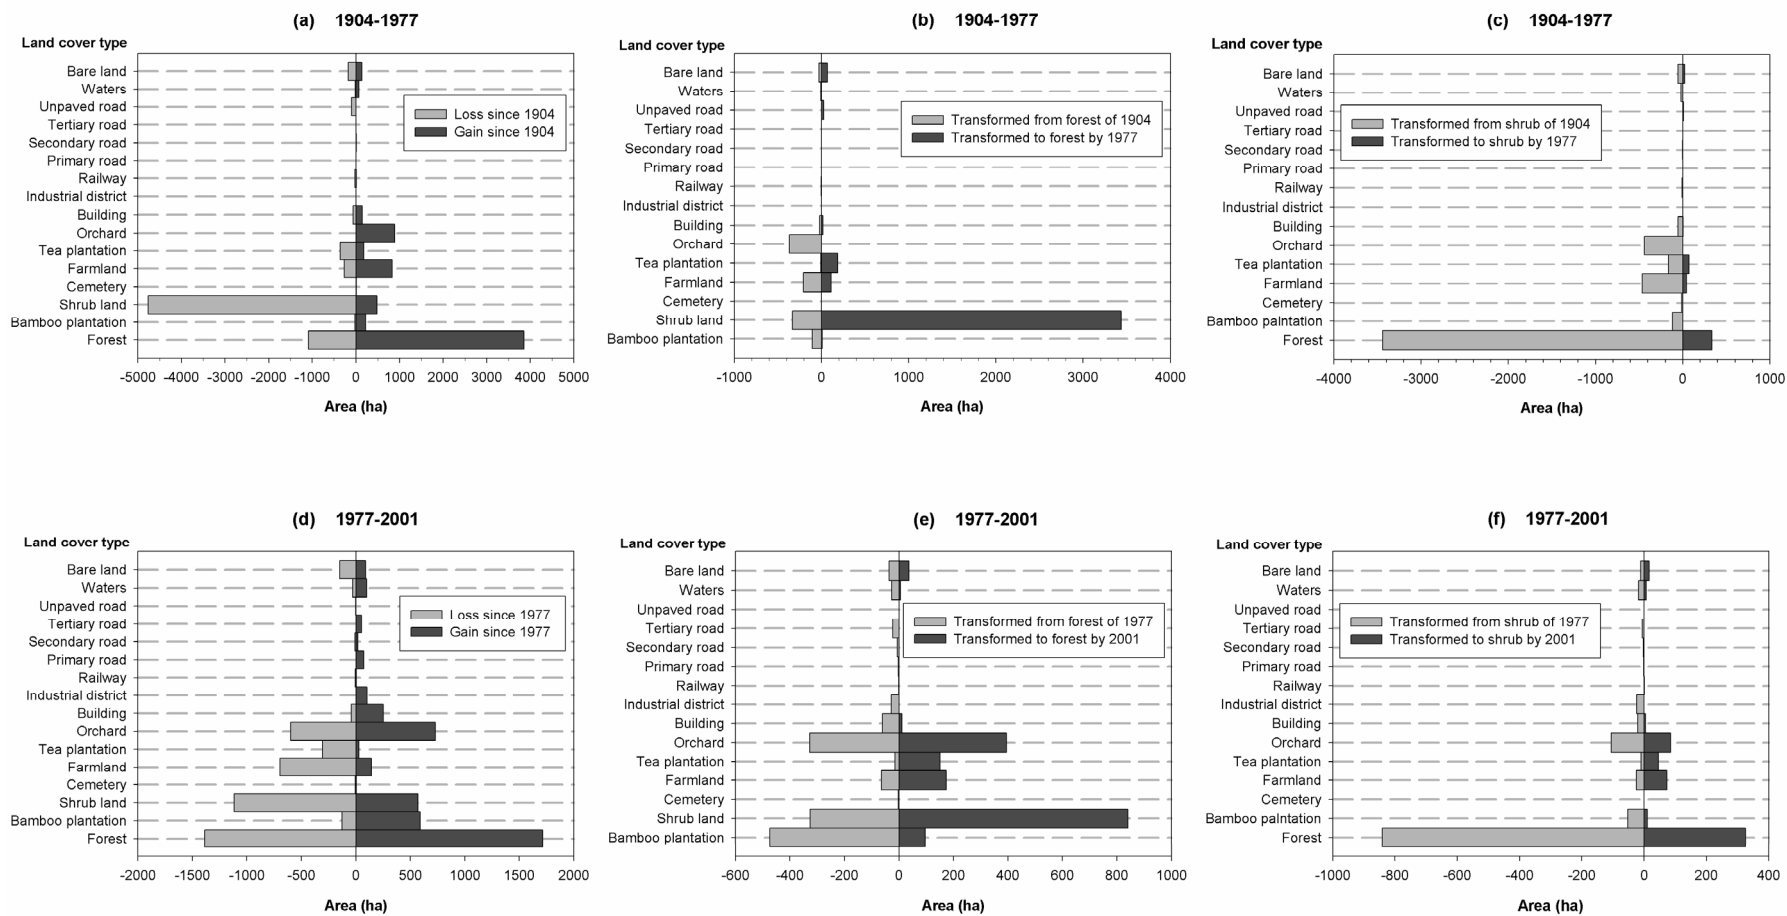 (a) 1904-1977
Land cover type
Bare land
Waters
Unpaved road
Tertiary road
Secondary road
Primary road
Railway
Industrial district
Building
Orchard
Tea plantation
Farmland
Cemetery
Shrub land
Bamboo plantation
Forest
Loss since 1904
Gain since 1904
-5000 -4000 -3000 -2000 -1000 0 1000 2000 3000 4000 5000
Area (ha)
(b) 1904-1977
Land cover type
Bare land
Waters
Unpaved road
Tertiary road
Secondary road
Primary road
Railway
Industrial district
Building
Orchard
Tea plantation
Farmland
Cemetery
Shrub land
Bamboo plantation
Transformed from forest of 1904
Transformed to forest by 1977
-1000 0 1000 2000 3000 4000
Area (ha)
(c) 1904-1977
Land cover type
Bare land
Waters
Unpaved road
Tertiary road
Secondary road
Primary road
Railway
Industrial district
Building
Orchard
Tea plantation
Farmland
Cemetery
Bamboo palntation
Forest
Transformed from shrub of 1904
Transformed to shrub by 1977
-4000 -3000 -2000 -1000 0 1000
Area (ha)
(d) 1977-2001
Land cover type
Bare land
Waters
Unpaved road
Tertiary road
Secondary road
Primary road
Railway
Industrial district
Building
Orchard
Tea plantation
Farmland
Cemetery
Shrub land
Bamboo plantation
Forest
Loss since 1977
Gain since 1977
-2000 -1500 -1000 -500 0 500 1000 1500 2000
Area (ha)
(e) 1977-2001
Land cover type
Bare land
Waters
Unpaved road
Tertiary road
Secondary road
Primary road
Railway
Industrial district
Building
Orchard
Tea plantation
Farmland
Cemetery
Shrub land
Bamboo plantation
Transformed from forest of 1977
Transformed to forest by 2001
-600 -400 -200 0 200 400 600 800 1000
Area (ha)
(f) 1977-2001
Land cover type
Bare land
Waters
Unpaved road
Tertiary road
Secondary road
Primary road
Railway
Industrial district
Building
Orchard
Tea plantation
Farmland
Cemetery
Bamboo palntation
Forest
Transformed from shrub of 1977
Transformed to shrub by 2001
-1000 -800 -600 -400 -200 0 200 400
Area (ha)